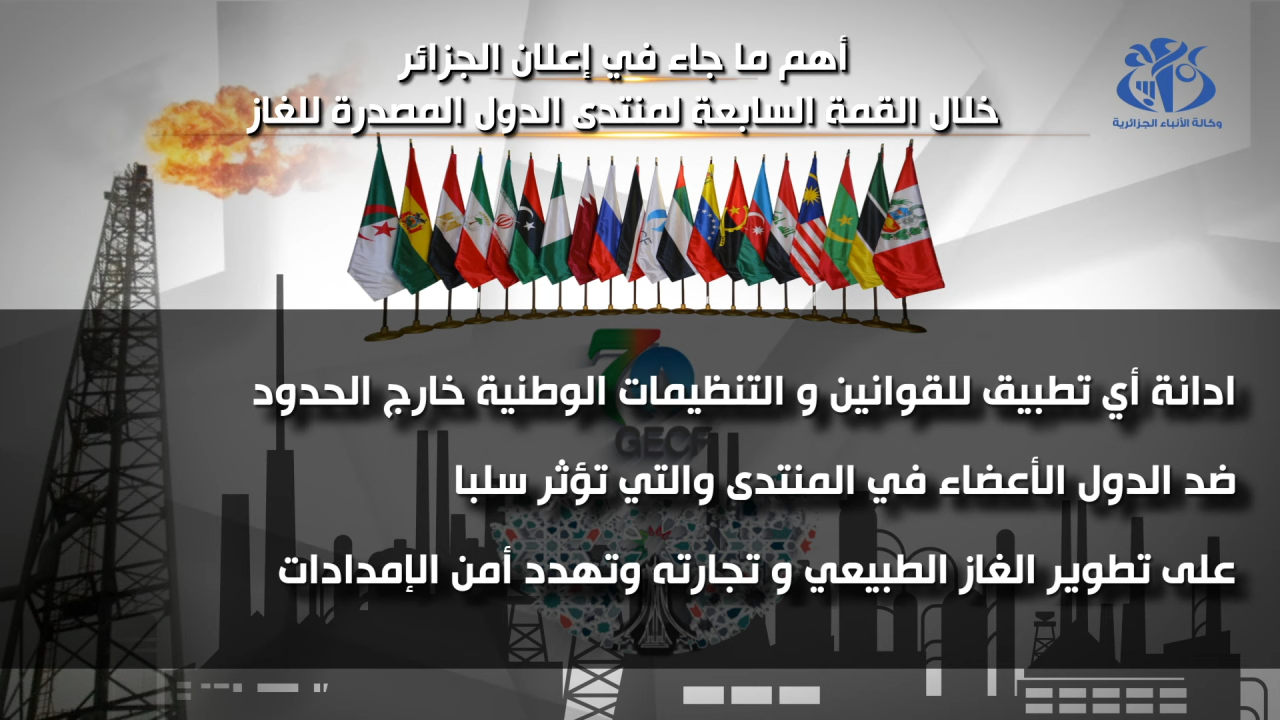 أهم ما جاء في إعلان الجزائر
خلال القمة السابعة لمنتدى الدول المصدرة للغاز
وكالة الأنباء الجزائرية
ادانة أي تطبيق للقوانين و التنظيمات الوطنية خارج الحدود
GECF
ضد الدول الأعضاء في المنتدى والتي تؤثر سلبا
على تطوير الغاز الطبيعي و تجارته وتهدد أمن الإمدادات